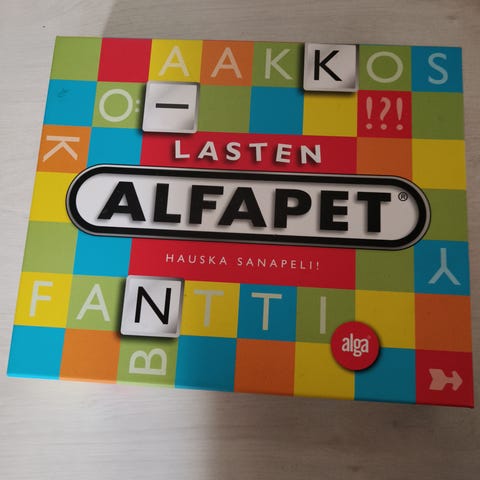 AAKKOS
Ö I
!?!
K
LASTEN
ALFAPET®
HAUSKA SANAPELI!
Y
FANTTI
alga
B